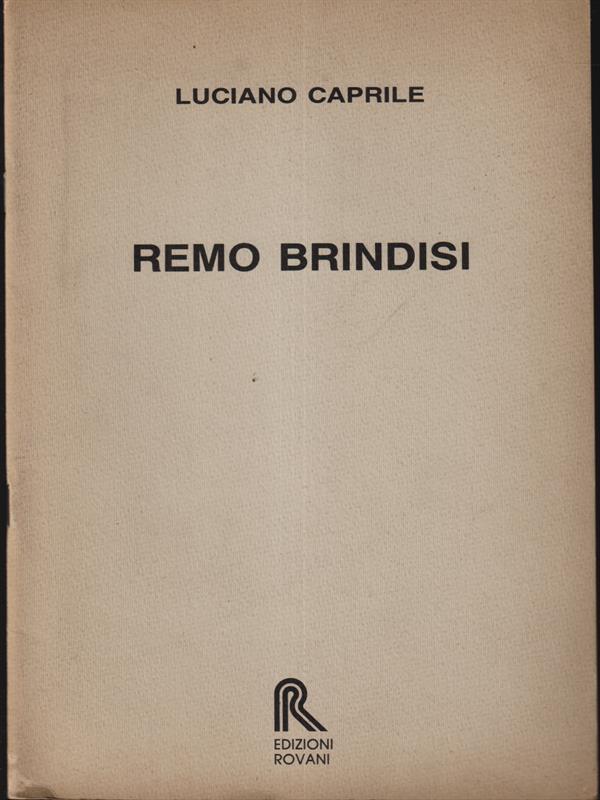 LUCIANO CAPRILE
REMO BRINDISI
EDIZIONI
ROVANI